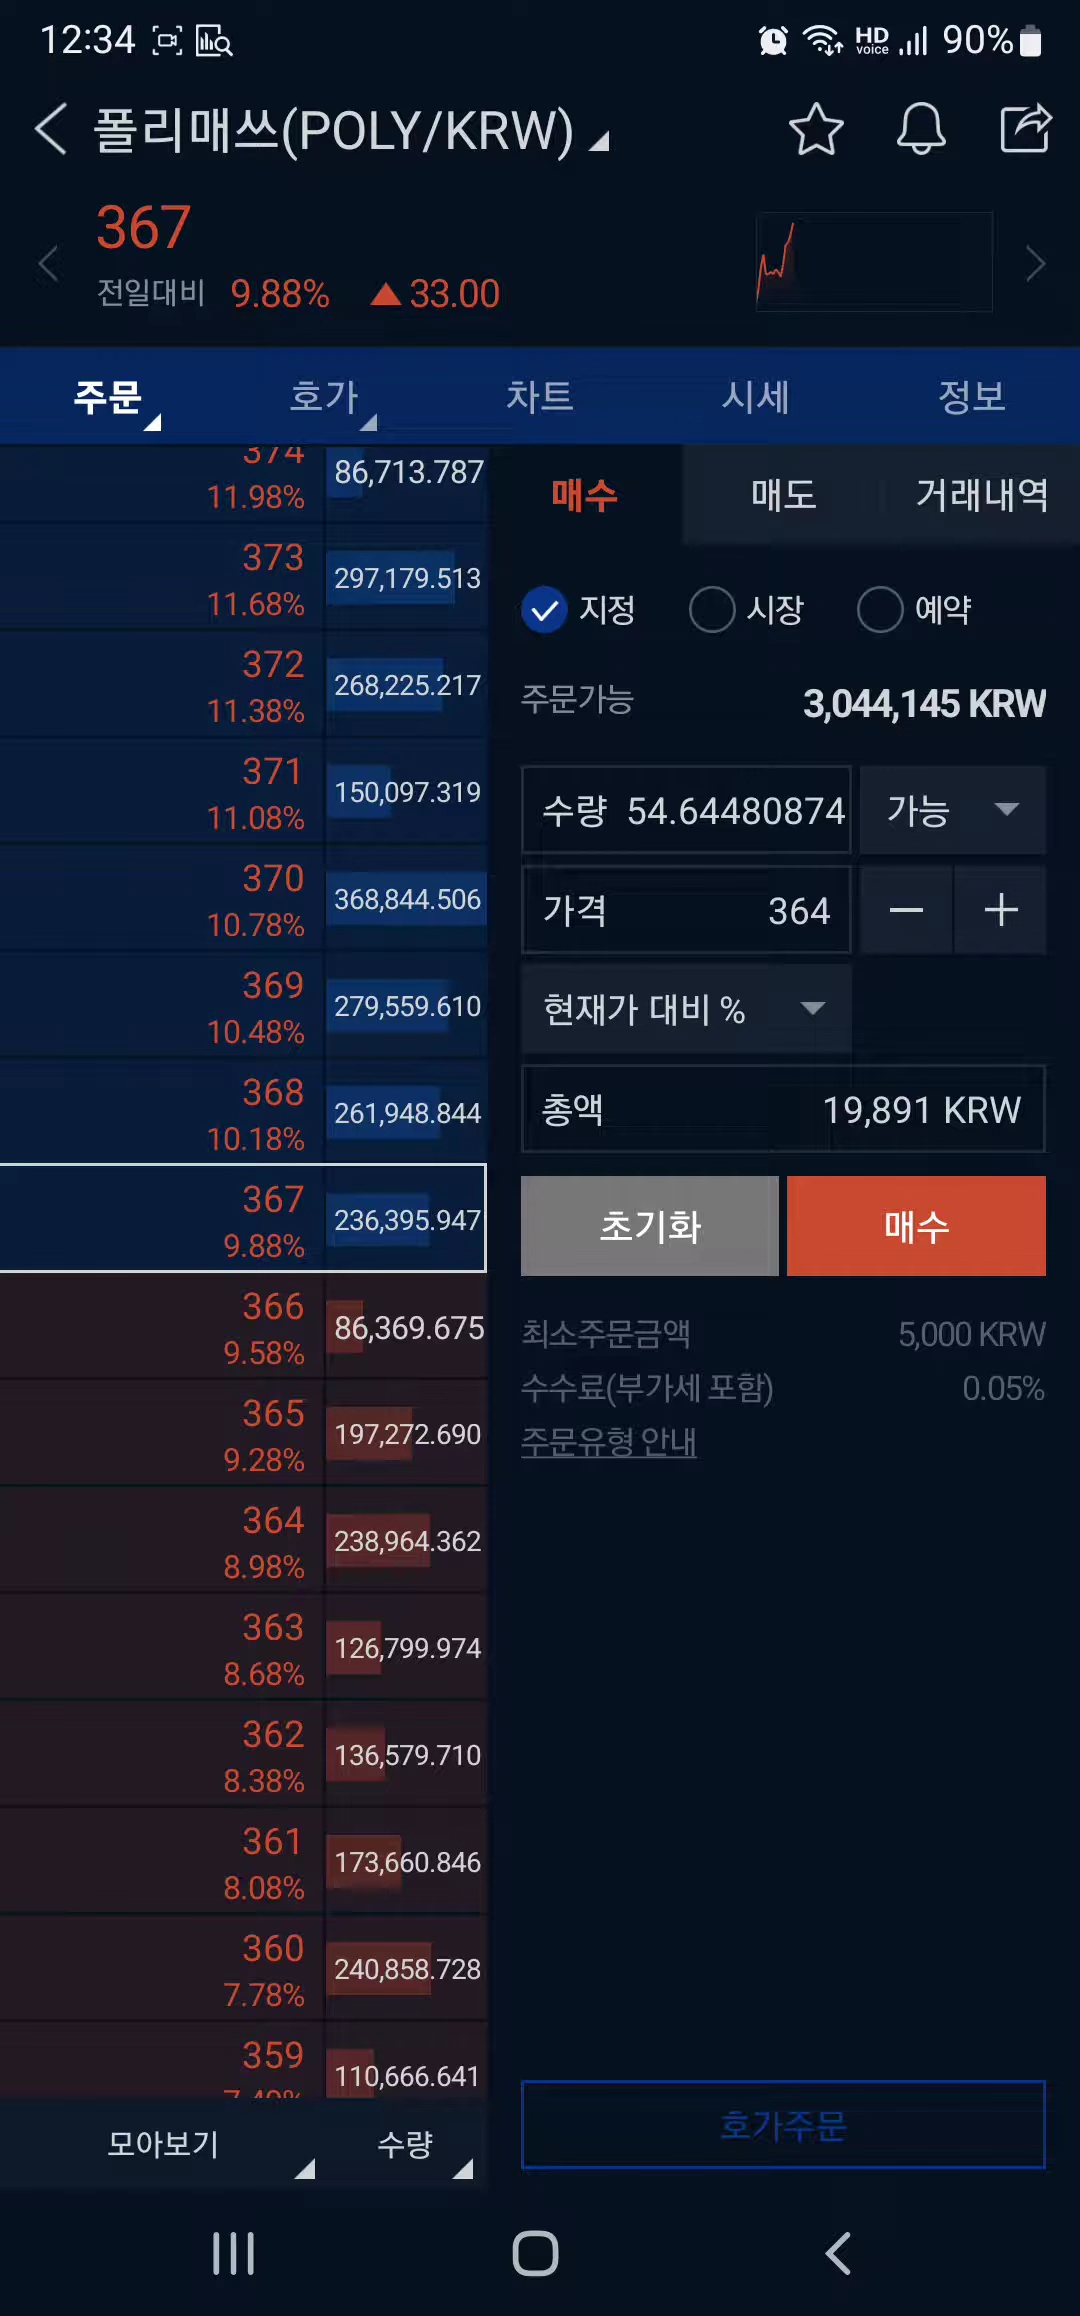 12:34 HD voice 90%
폴리매쓰(POLY/KRW)
367
전일대비 9.88% ▲ 33.00
주문 호가 차트 시세 정보
374 86,713.787
11.98%
373 297,179.513
11.68%
372 268,225.217
11.38%
371 150,097.319
11.08%
370 368,844.506
10.78%
369 279,559.610
10.48%
368 261,948.844
10.18%
367 236,395.947
9.88%
366 86,369.675
9.58%
365 197,272.690
9.28%
364 238,964.362
8.98%
363 126,799.974
8.68%
362 136,579.710
8.38%
361 173,660.846
8.08%
360 240,858.728
7.78%
359 110,666.641
모아보기 수량
매수 매도 거래내역
지정 시장 예약
주문가능 3,044,145 KRW
수량 54.64480874 가능
가격 364 − +
현재가 대비 %
총액 19,891 KRW
초기화 매수
최소주문금액 5,000 KRW
수수료(부가세 포함) 0.05%
주문유형 안내
호가주문